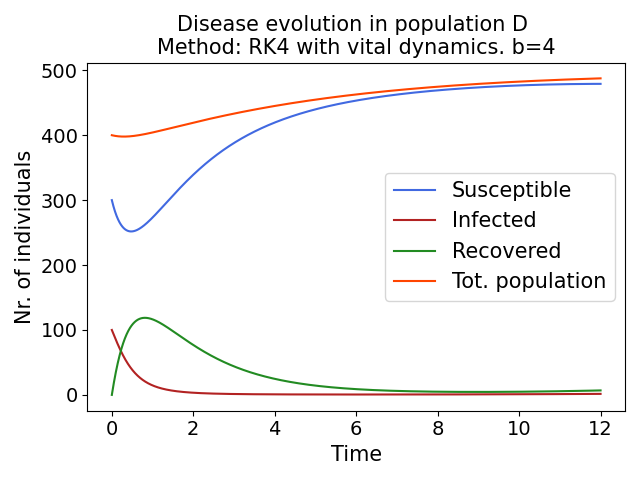 Disease evolution in population D
Method: RK4 with vital dynamics. b=4
500
400
300
200
100
0
Nr. of individuals
Susceptible
Infected
Recovered
Tot. population
0 2 4 6 8 10 12
Time